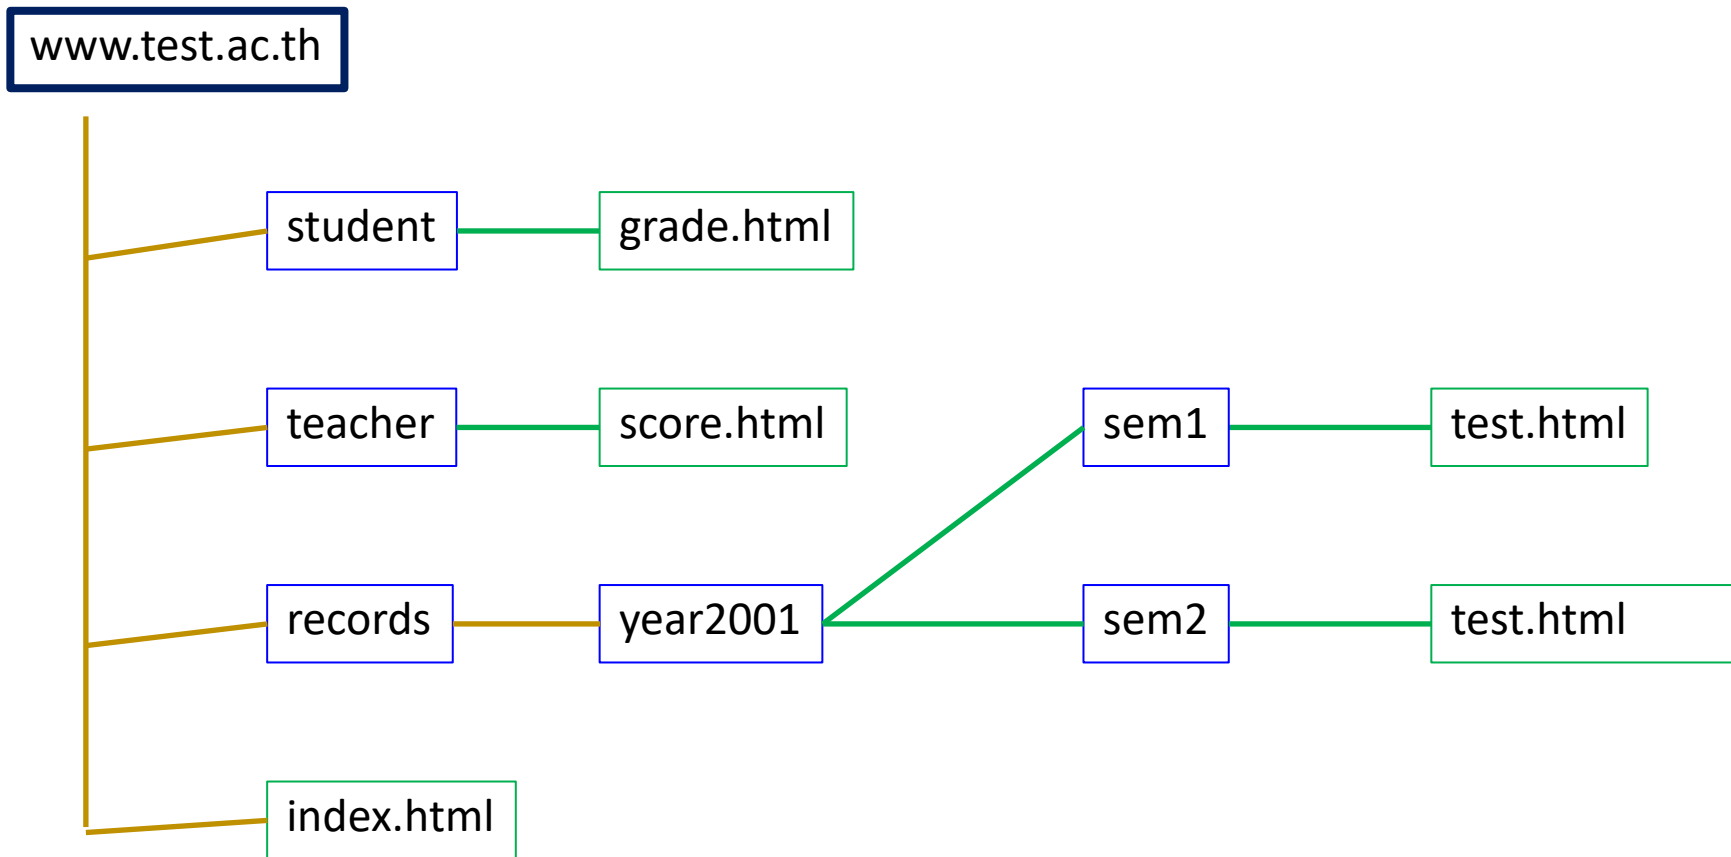 www.test.ac.th
student
grade.html
teacher
score.html
sem1
test.html
records
year2001
sem2
test.html
index.html